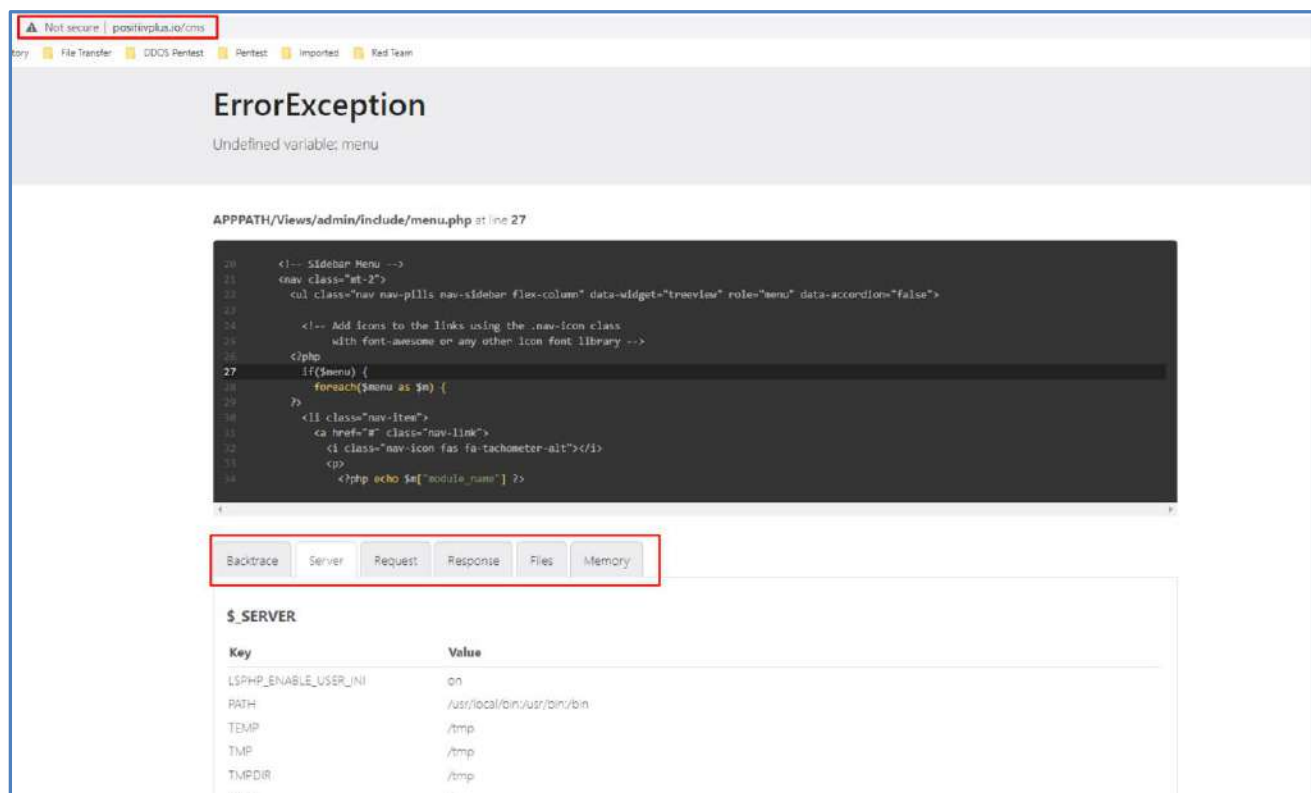 Not secure | positiivplus.io/cms
tory File Transfer DDOS Pentest Pentest Imported Red Team
ErrorException
Undefined variable: menu
APPPATH/Views/admin/include/menu.php at line 27
20 <!-- Sidebar Menu -->
21 <nav class="mt-2">
22 <ul class="nav nav-pills nav-sidebar flex-column" data-widget="treeview" role="menu" data-accordion="false">
23
24 <!-- Add icons to the links using the .nav-icon class
25 with font-awesome or any other icon font library -->
26 <?php
27 if($menu) {
28 foreach($menu as $m) {
29 ?>
30 <li class="nav-item">
31 <a href="#" class="nav-link">
32 <i class="nav-icon fas fa-tachometer-alt"></i>
33 <p>
34 <?php echo $m["module_name"] ?>
Backtrace Server Request Response Files Memory
$_SERVER
Key Value
LSPHP_ENABLE_USER_INI on
PATH /usr/local/bin:/usr/bin:/bin
TEMP /tmp
TMP /tmp
TMPDIR /tmp